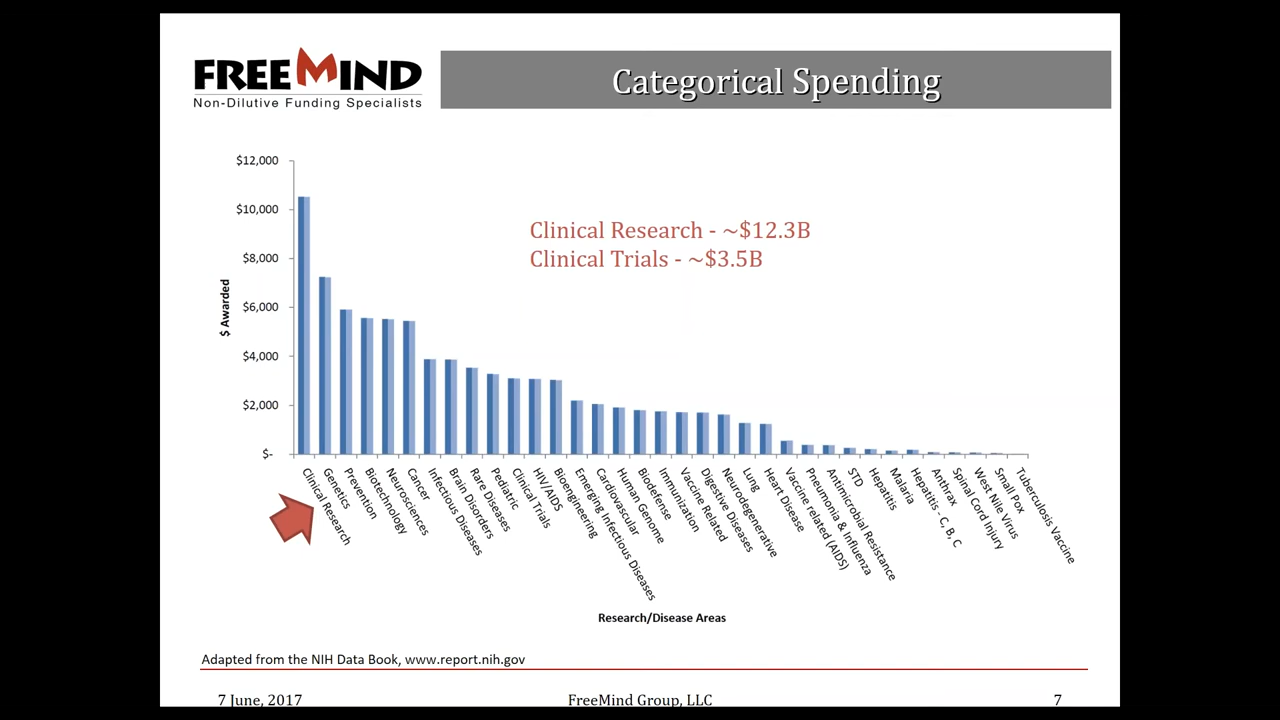 FREEMIND
Non-Dilutive Funding Specialists
Categorical Spending
$12,000
$10,000
$8,000
$6,000
$4,000
$2,000
$-
$ Awarded
Clinical Research - ~$12.3B
Clinical Trials - ~$3.5B
Clinical Research
Genetics
Prevention
Biotechnology
Neurosciences
Cancer
Infectious Diseases
Brain Disorders
Rare Diseases
Pediatric
Clinical Trials
HIV/AIDS
Bioengineering
Emerging Infectious Diseases
Cardiovascular
Human Genome
Biodefense
Immunization
Vaccine Related
Digestive Diseases
Neurodegenerative
Lung
Heart Disease
Vaccine related (AIDS)
Pneumonia & Influenza
Antimicrobial Resistance
STD
Hepatitis
Malaria
Hepatitis - C, B, C
Anthrax
Spinal Cord Injury
West Nile Virus
Small Pox
Tuberculosis Vaccine
Research/Disease Areas
Adapted from the NIH Data Book, www.report.nih.gov
7 June, 2017
FreeMind Group, LLC
7